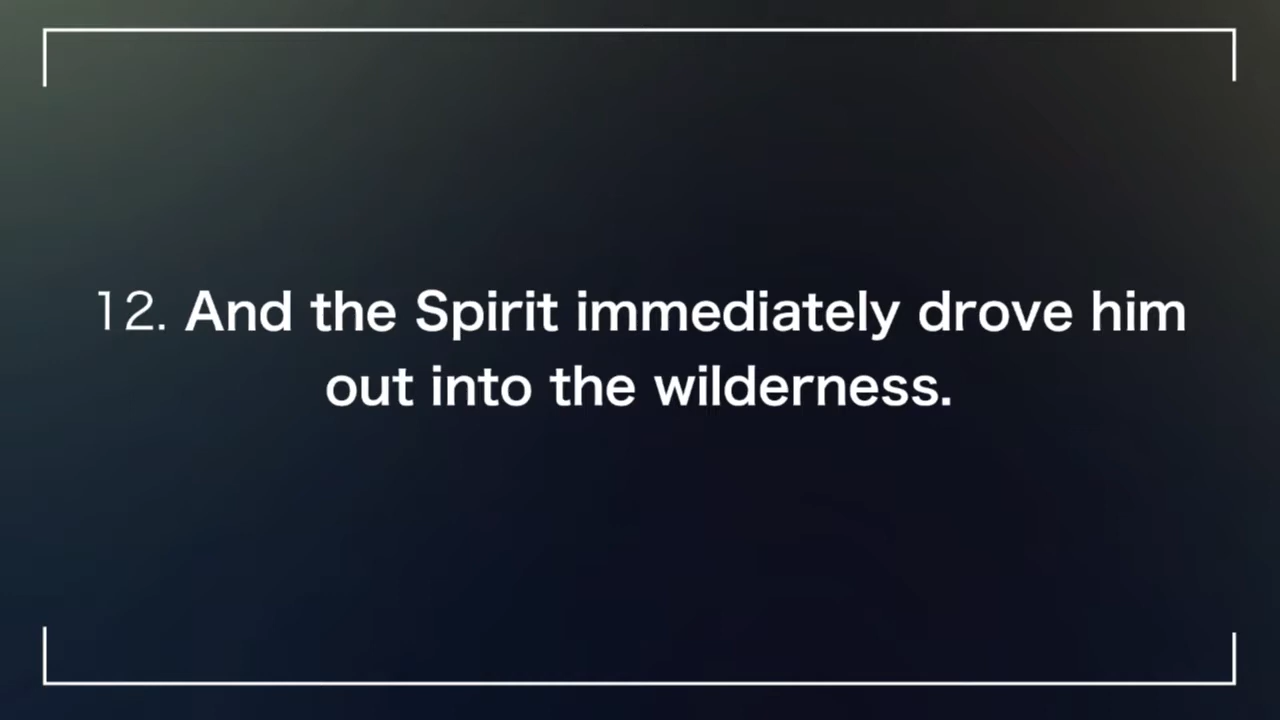 12. And the Spirit immediately drove him
out into the wilderness.